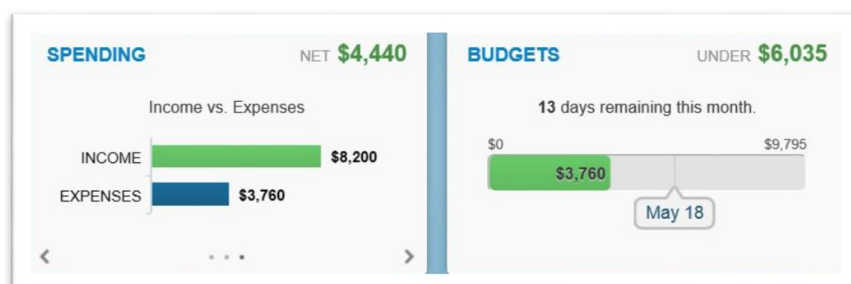 SPENDING
NET $4,440
Income vs. Expenses
INCOME $8,200
EXPENSES $3,760
BUDGETS
UNDER $6,035
13 days remaining this month.
$0 $9,795
$3,760
May 18